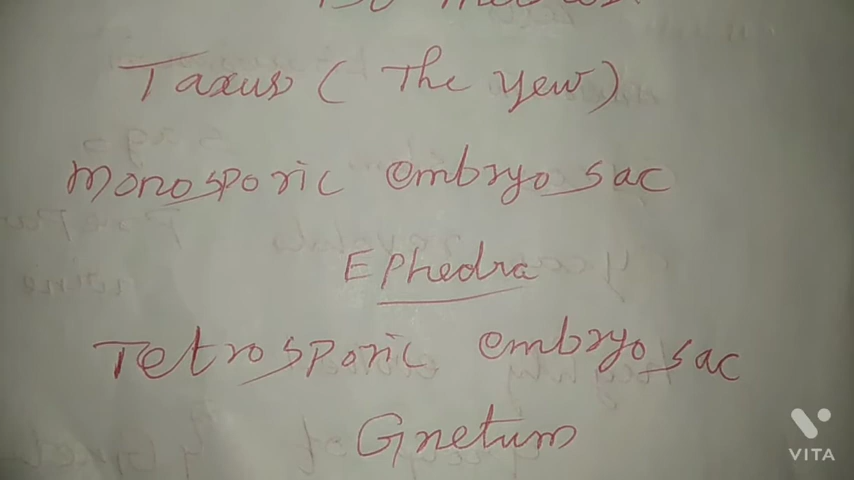 Taxus ( The yew)
monosporic embryo sac
Ephedra
Tetrosporic embryo sac
Gnetum
VITA